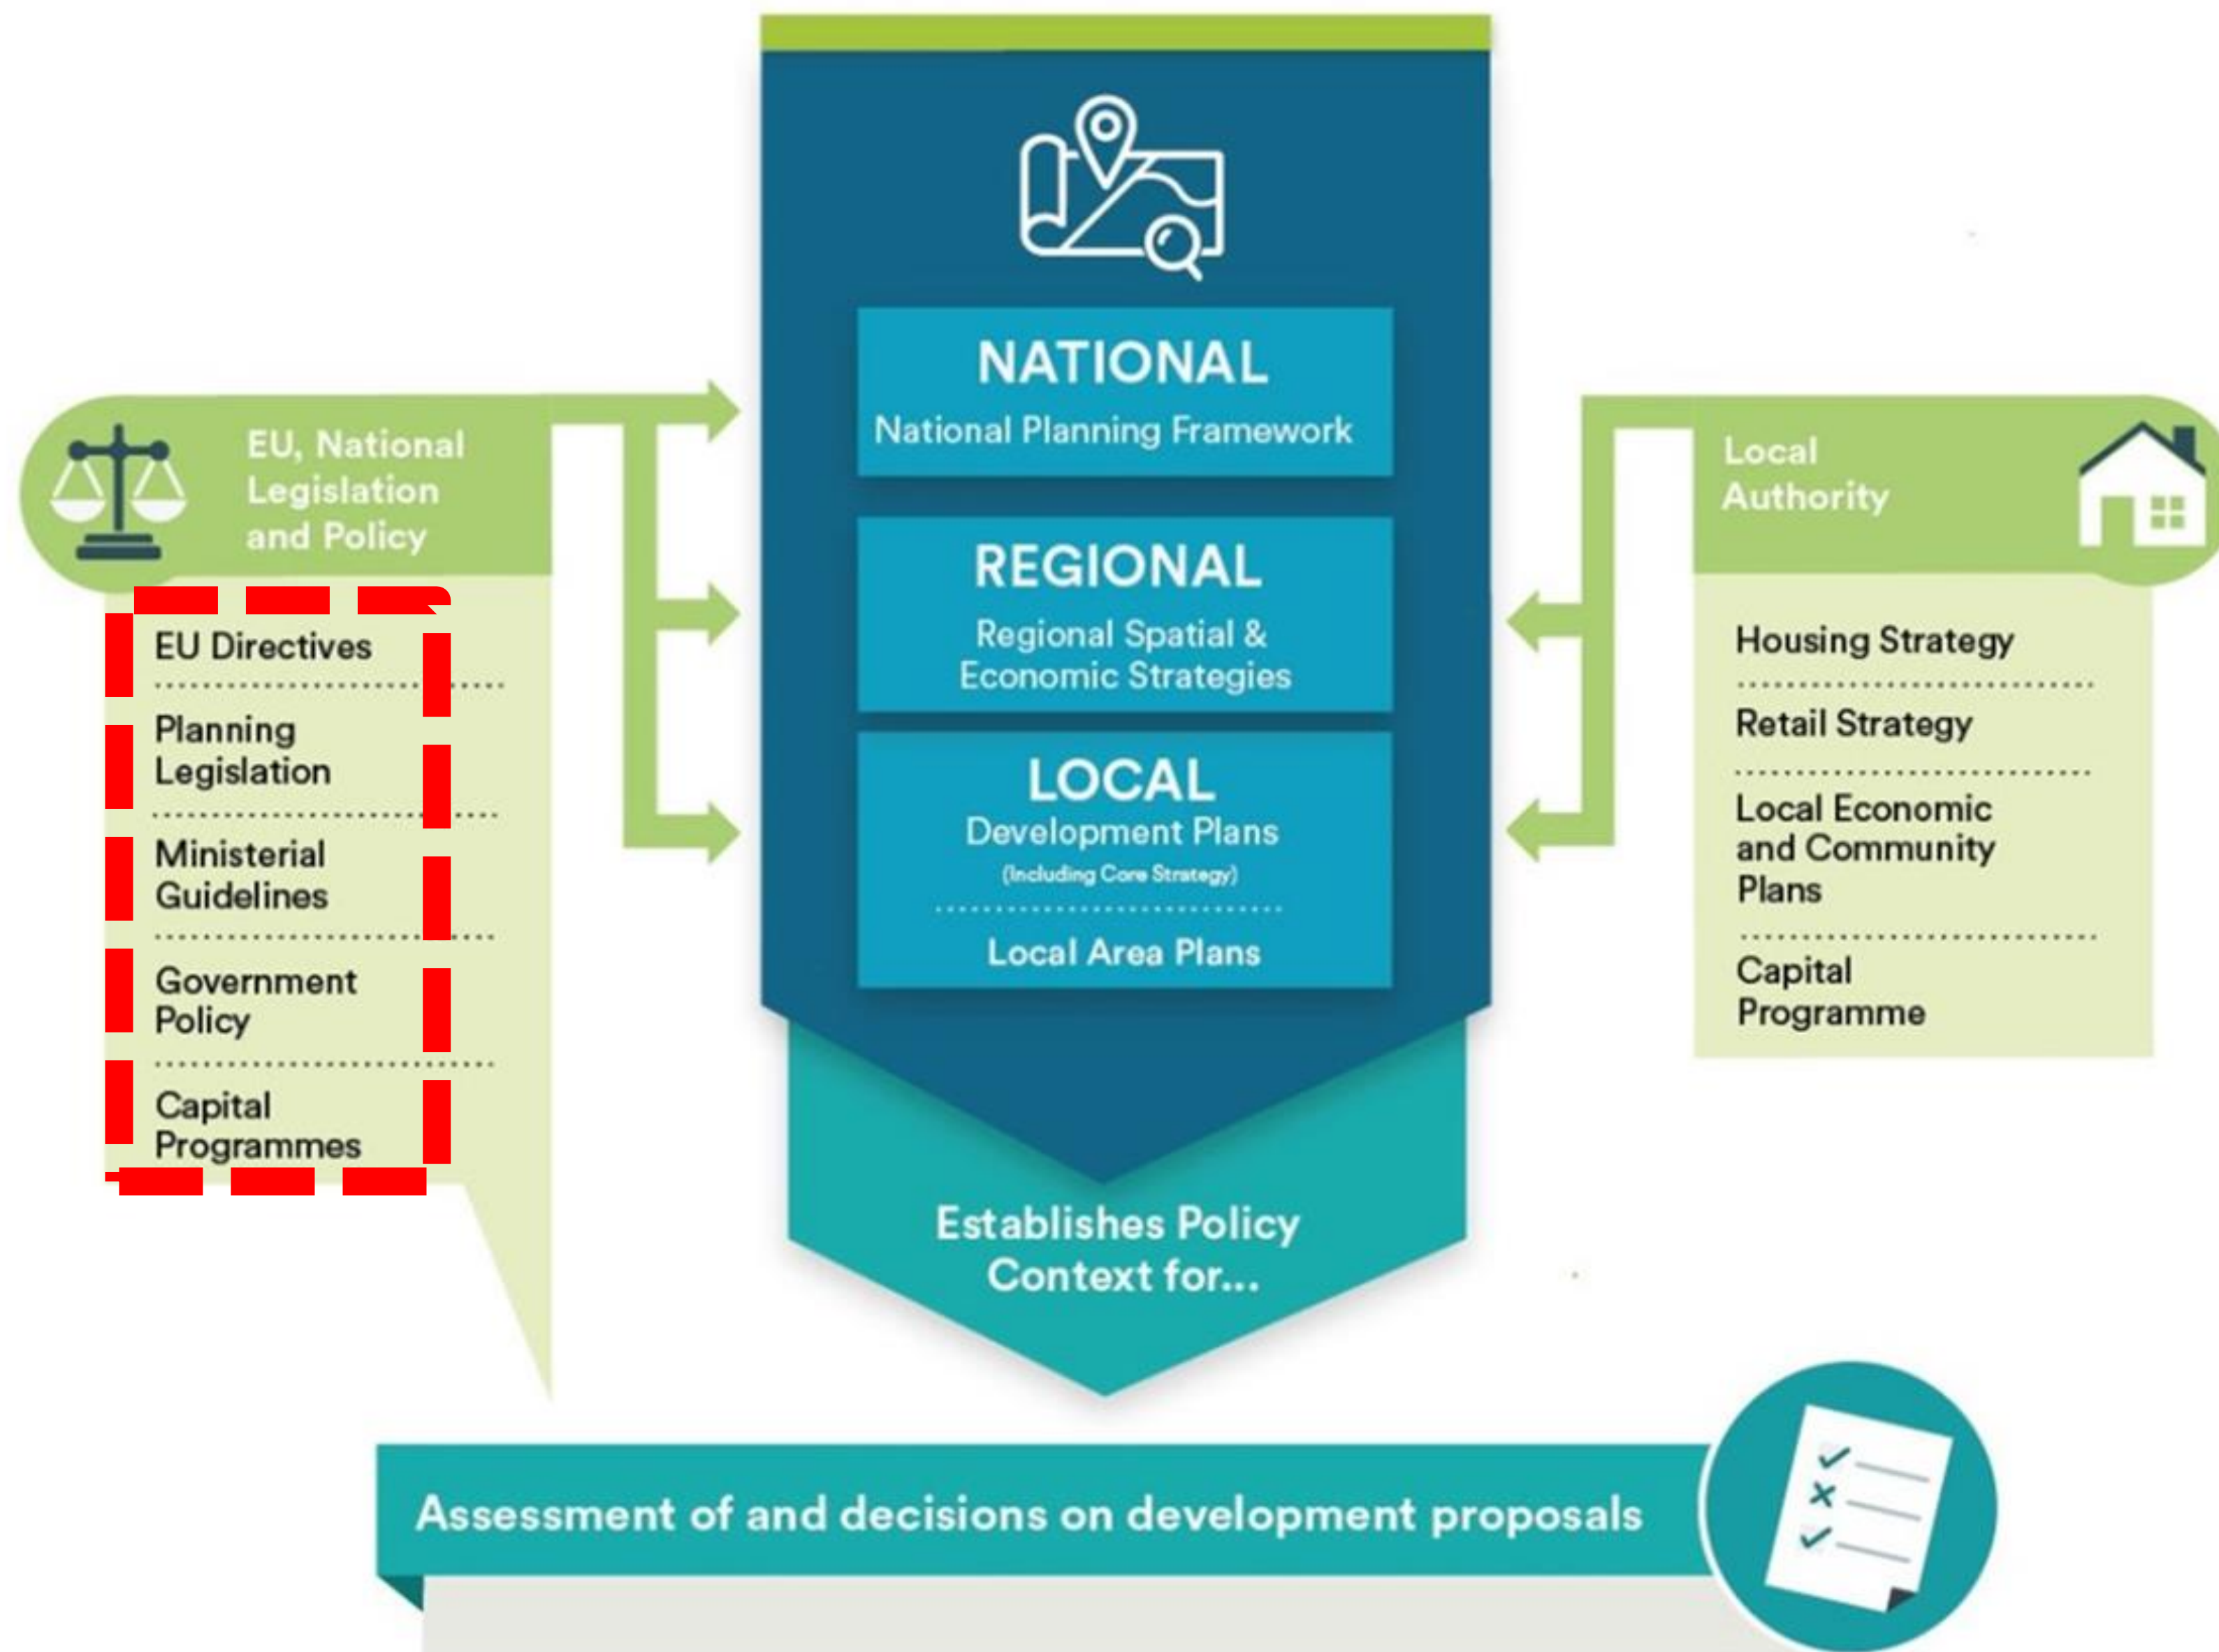 EU, National
Legislation
and Policy
EU Directives
Planning
Legislation
Ministerial
Guidelines
Government
Policy
Capital
Programmes
NATIONAL
National Planning Framework
REGIONAL
Regional Spatial &
Economic Strategies
LOCAL
Development Plans
(Including Core Strategy)
Local Area Plans
Establishes Policy
Context for...
Local
Authority
Housing Strategy
Retail Strategy
Local Economic
and Community
Plans
Capital
Programme
Assessment of and decisions on development proposals